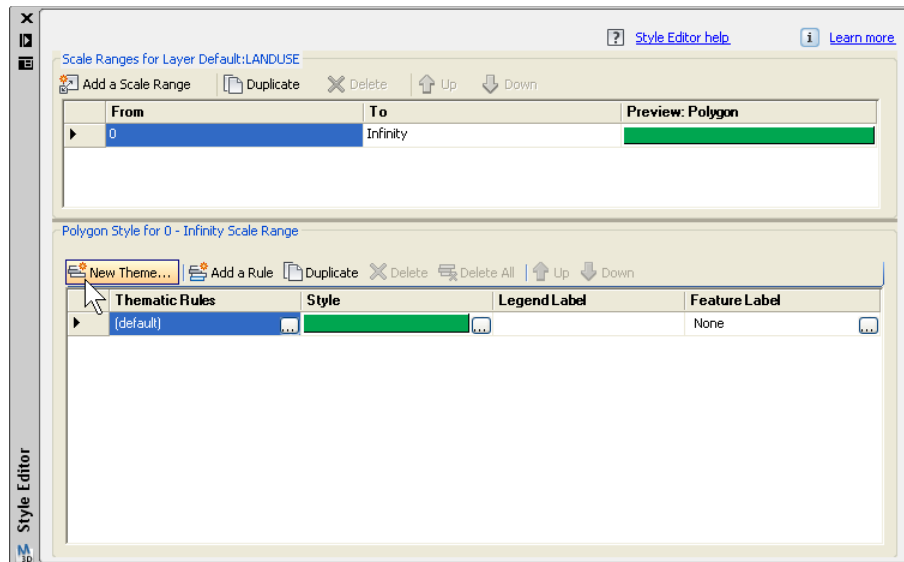 Style Editor help
Learn more
Scale Ranges for Layer Default:LANDUSE
Add a Scale Range Duplicate Delete Up Down
From To Preview: Polygon
0 Infinity
Polygon Style for 0 - Infinity Scale Range
New Theme... Add a Rule Duplicate Delete Delete All Up Down
Thematic Rules Style Legend Label Feature Label
(default) ... ... None ...
Style Editor
M
3D